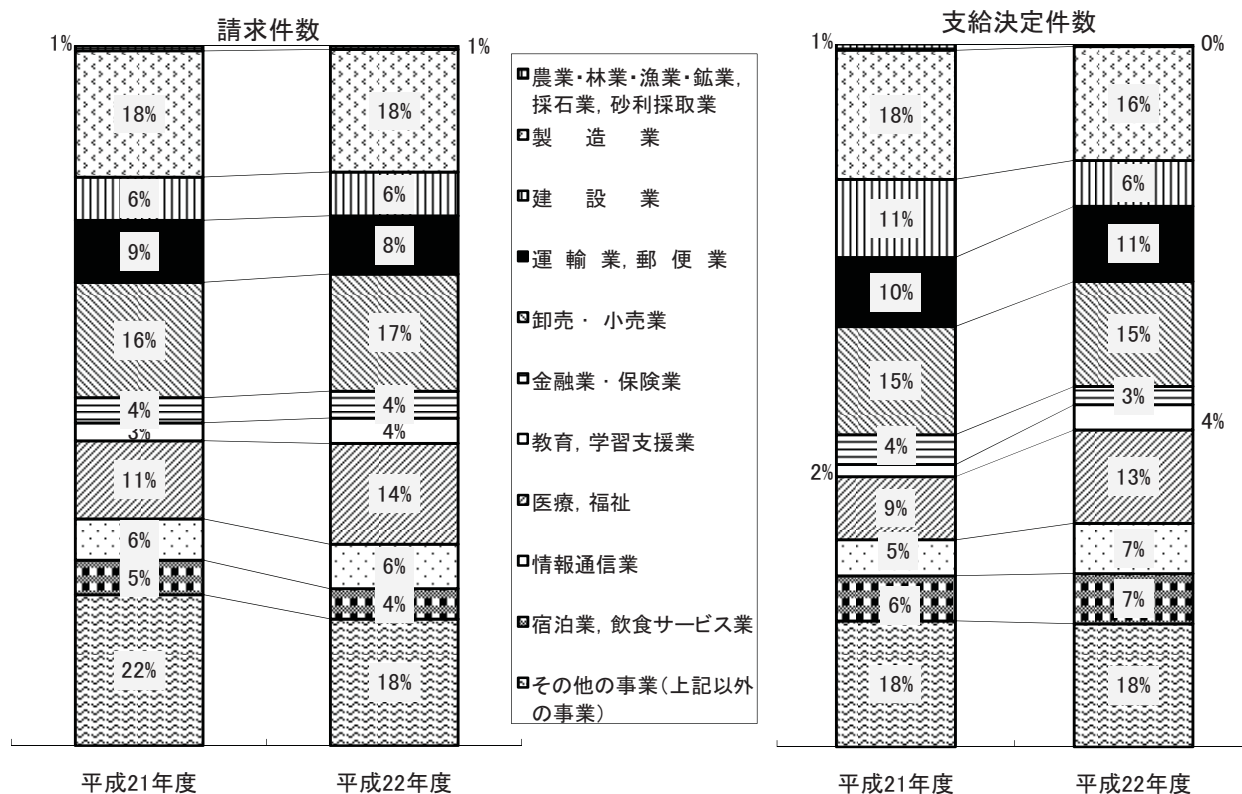 請求件数
1%
18%
6%
9%
16%
4%
3%
11%
6%
5%
22%
平成21年度
1%
18%
6%
8%
17%
4%
4%
14%
6%
4%
18%
平成22年度
農業・林業・漁業・鉱業,
採石業, 砂利採取業
製 造 業
建 設 業
運 輸 業, 郵 便 業
卸売・ 小売業
金融業・保険業
教育, 学習支援業
医療, 福祉
情報通信業
宿泊業, 飲食サービス業
その他の事業(上記以外
の事業)
支給決定件数
1%
18%
11%
10%
15%
4%
2%
9%
5%
6%
18%
平成21年度
0%
16%
6%
11%
15%
3%
4%
13%
7%
7%
18%
平成22年度